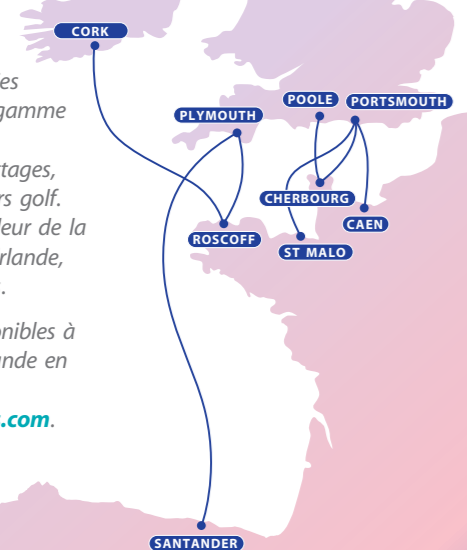 CORK
es
gamme
POOLE
PORTSMOUTH
PLYMOUTH
tages,
rs golf.
CHERBOURG
leur de la
CAEN
ROSCOFF
rlande,
ST MALO
.
onibles à
nde en
.com.
SANTANDER